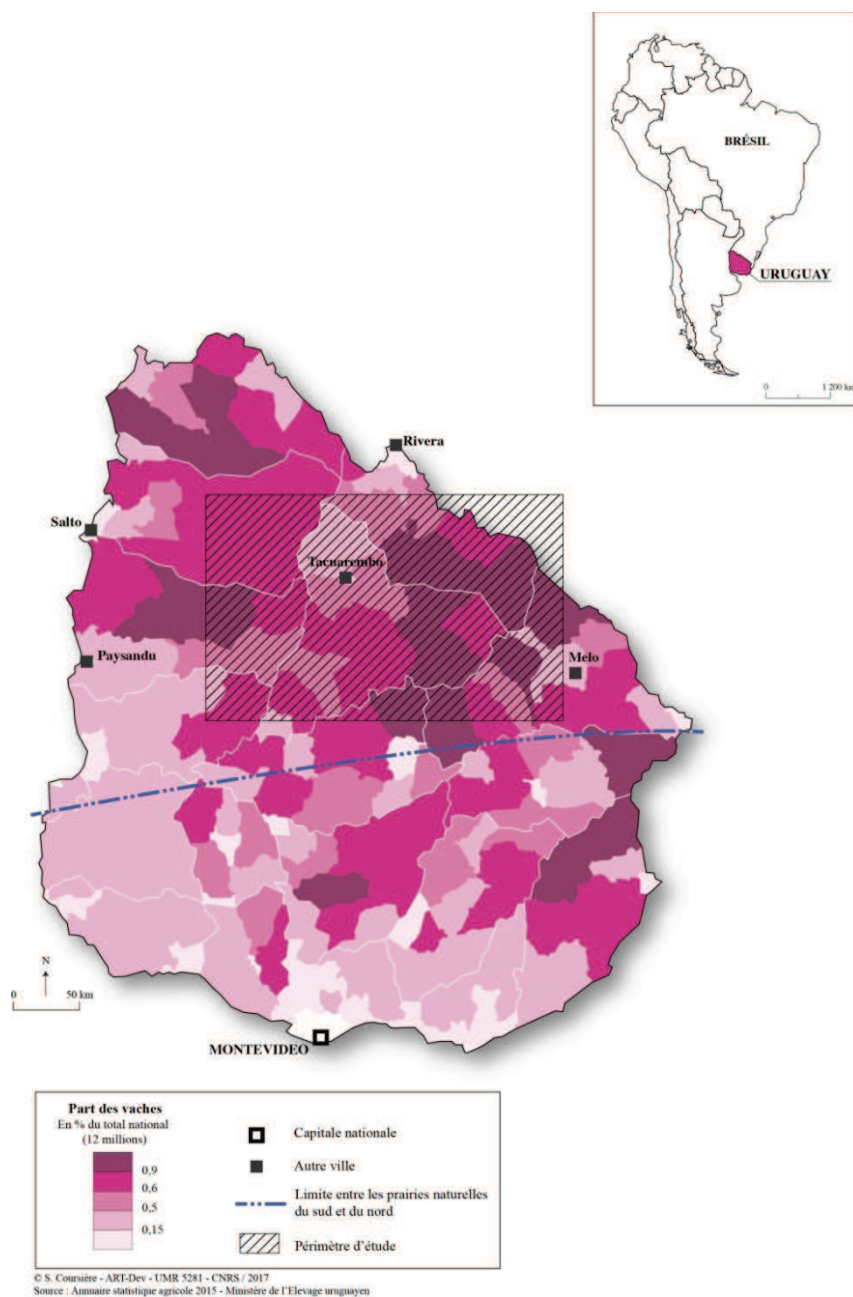 BRÉSIL
URUGUAY
0 1 200 km
Rivera
Salto
Tacuarembo
Paysandu
Melo
N
0 50 km
MONTEVIDEO
Part des vaches
En % du total national
(12 millions)
0,9
0,6
0,5
0,15
Capitale nationale
Autre ville
Limite entre les prairies naturelles
du sud et du nord
Périmètre d'étude
© S. Coursière - ART-Dev - UMR 5281 - CNRS / 2017
Source : Annuaire statistique agricole 2015 - Ministère de l'Elevage uruguayen